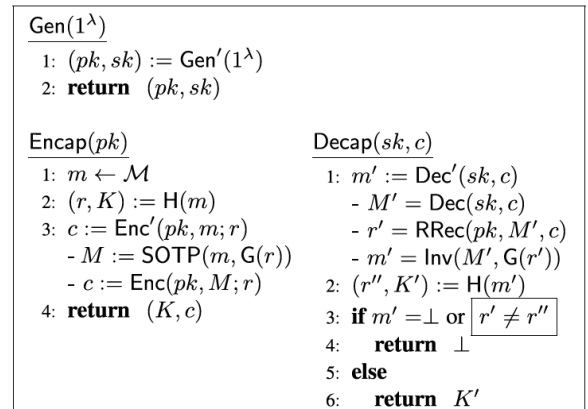 Gen(1^λ)
1: (pk, sk) := Gen′(1^λ)
2: return (pk, sk)
Encap(pk)
1: m ← ℳ
2: (r, K) := H(m)
3: c := Enc′(pk, m; r)
- M := SOTP(m, G(r))
- c := Enc(pk, M; r)
4: return (K, c)
Decap(sk, c)
1: m′ := Dec′(sk, c)
- M′ = Dec(sk, c)
- r′ = RRec(pk, M′, c)
- m′ = Inv(M′, G(r′))
2: (r″, K′) := H(m′)
3: if m′ =⊥ or r′ ≠ r″
4: return ⊥
5: else
6: return K′